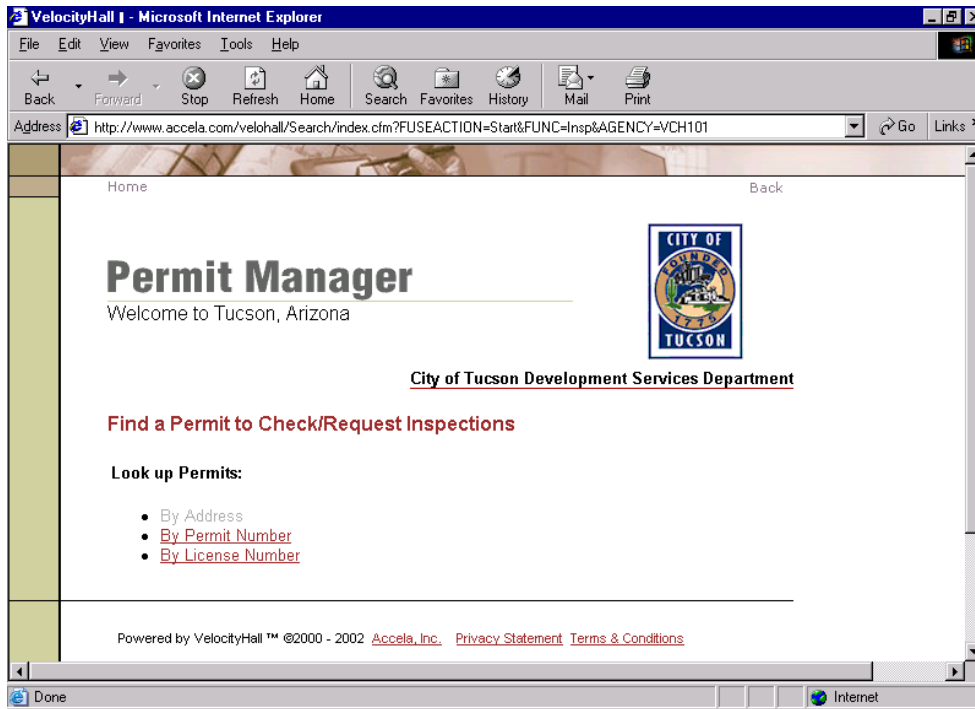 VelocityHall ‖ - Microsoft Internet Explorer
File Edit View Favorites Tools Help
Back Forward Stop Refresh Home Search Favorites History Mail Print
Address http://www.accela.com/velohall/Search/index.cfm?FUSEACTION=Start&FUNC=Insp&AGENCY=VCH101 Go Links
Home Back
CITY OF
FOUNDED
1775
TUCSON
Permit Manager
Welcome to Tucson, Arizona
City of Tucson Development Services Department
Find a Permit to Check/Request Inspections
Look up Permits:
• By Address
• By Permit Number
• By License Number
Powered by VelocityHall ™ ©2000 - 2002 Accela, Inc. Privacy Statement Terms & Conditions
Done Internet